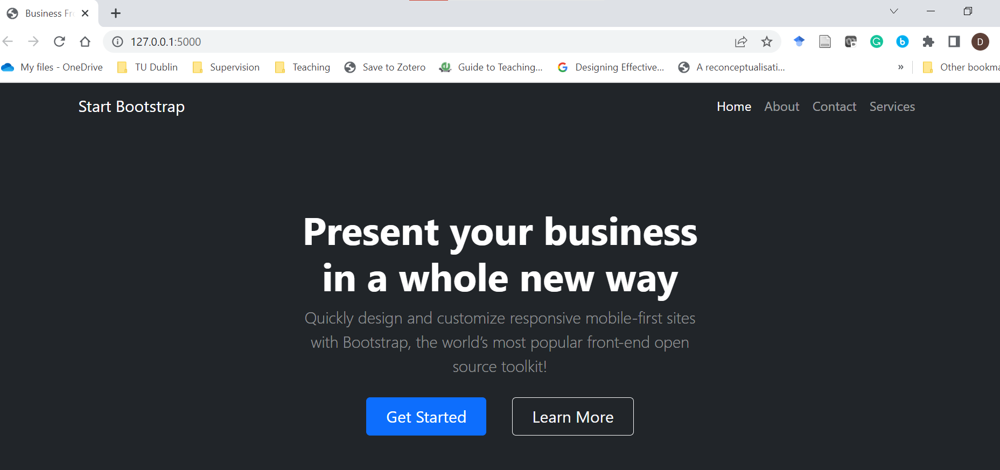 Business Fr
127.0.0.1:5000
D
My files - OneDrive TU Dublin Supervision Teaching Save to Zotero Guide to Teaching... Designing Effective... A reconceptualisati... » Other bookma
Start Bootstrap Home About Contact Services
Present your business
in a whole new way
Quickly design and customize responsive mobile-first sites
with Bootstrap, the world’s most popular front-end open
source toolkit!
Get Started Learn More